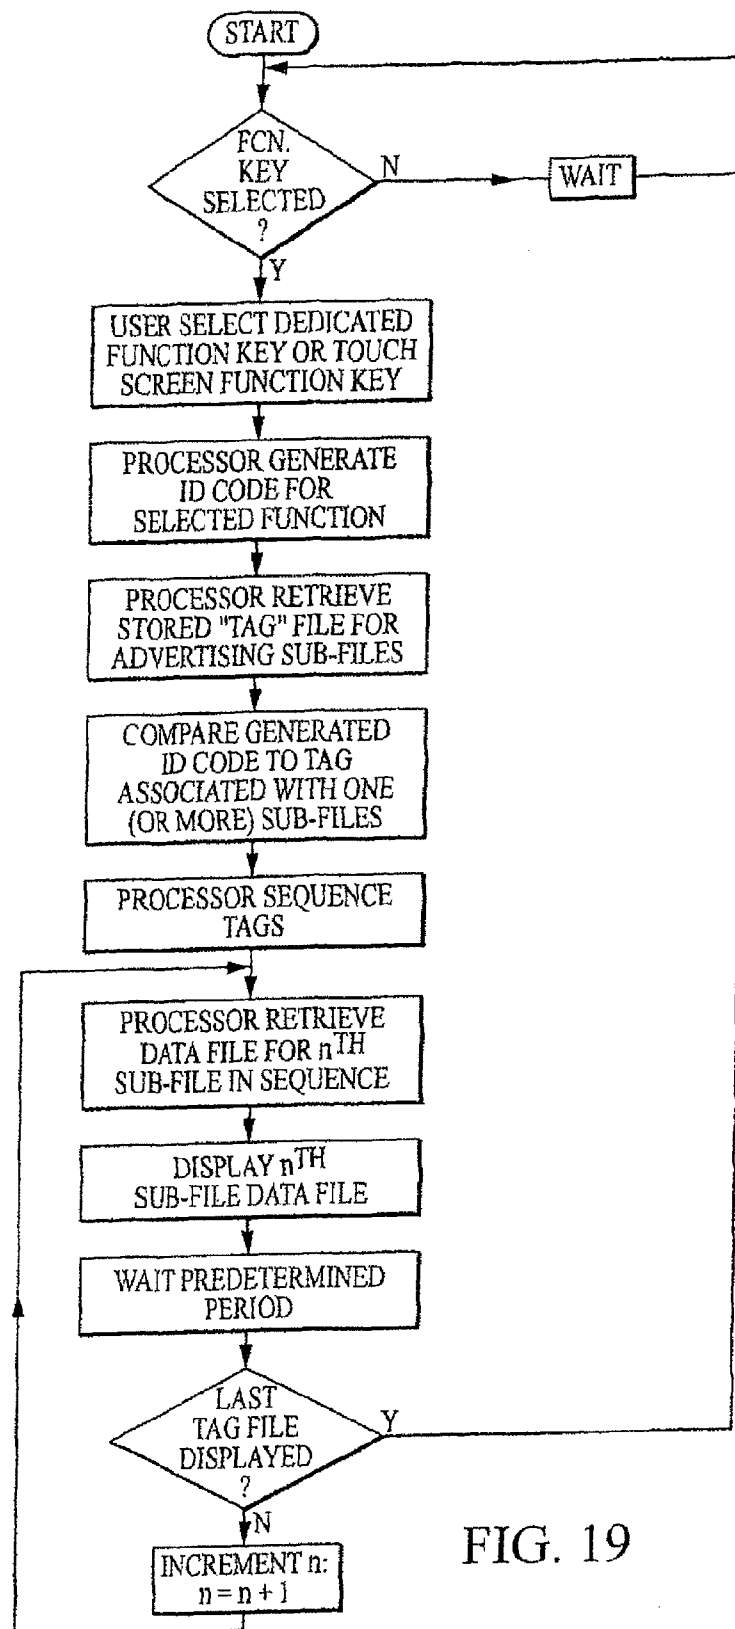 START
FCN.
KEY
SELECTED
?
N
WAIT
Y
USER SELECT DEDICATED
FUNCTION KEY OR TOUCH
SCREEN FUNCTION KEY
PROCESSOR GENERATE
ID CODE FOR
SELECTED FUNCTION
PROCESSOR RETRIEVE
STORED "TAG" FILE FOR
ADVERTISING SUB-FILES
COMPARE GENERATED
ID CODE TO TAG
ASSOCIATED WITH ONE
(OR MORE) SUB-FILES
PROCESSOR SEQUENCE
TAGS
PROCESSOR RETRIEVE
DATA FILE FOR nTH
SUB-FILE IN SEQUENCE
DISPLAY nTH
SUB-FILE DATA FILE
WAIT PREDETERMINED
PERIOD
LAST
TAG FILE
DISPLAYED
?
Y
N
INCREMENT n:
n = n + 1
FIG. 19